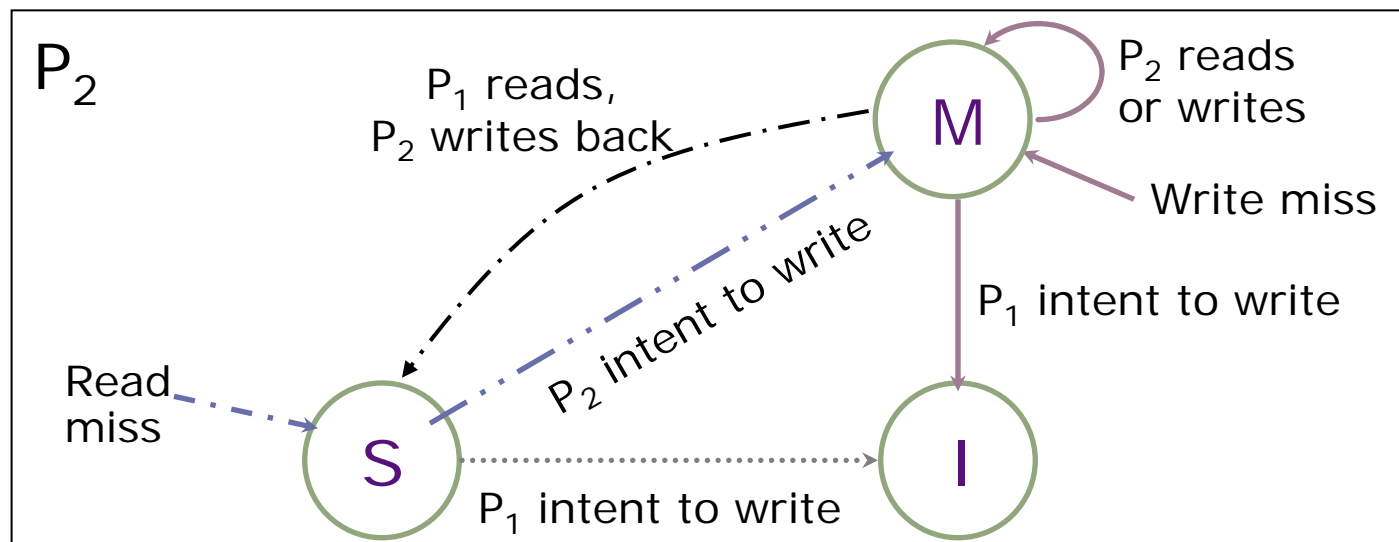 P₂
P₁ reads,
P₂ writes back
M
P₂ reads
or writes
Write miss
P₂ intent to write
P₁ intent to write
Read
miss
S
I
P₁ intent to write